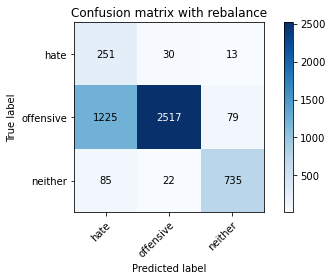 Confusion matrix with rebalance
hate
251 30 13
offensive
1225 2517 79
neither
85 22 735
hate
offensive
neither
True label
Predicted label
2500
2000
1500
1000
500